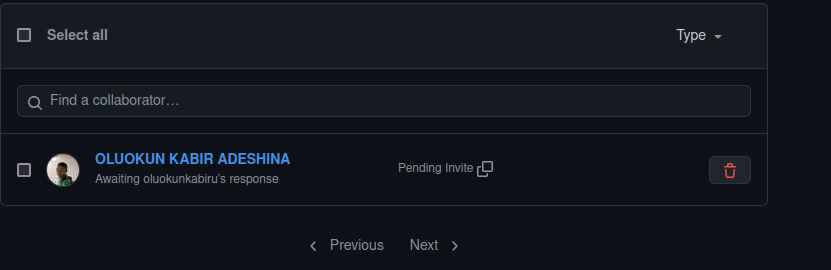 Select all
Type
Find a collaborator…
OLUOKUN KABIR ADESHINA
Awaiting oluokunkabiru's response
Pending Invite
Previous Next